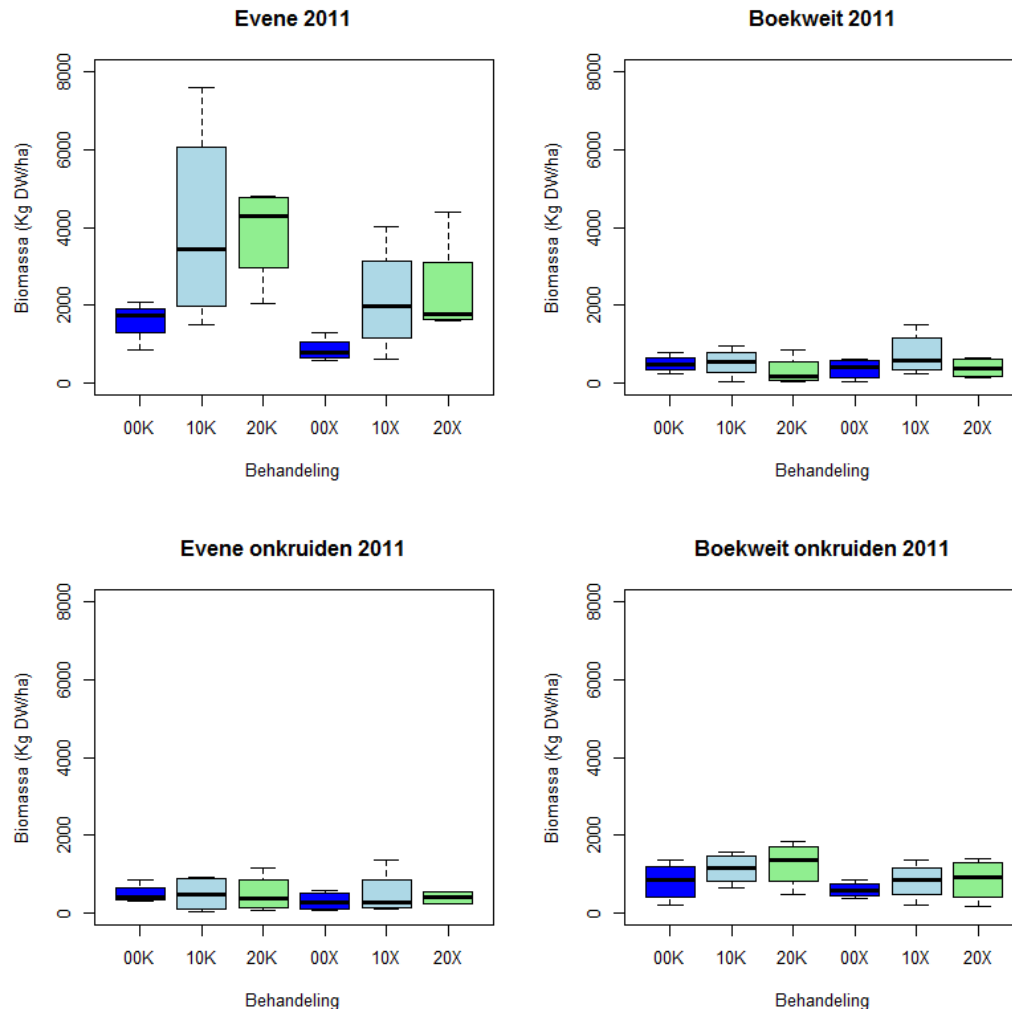 Evene 2011
Biomassa (Kg DW/ha)
8000
6000
4000
2000
0
00K 10K 20K 00X 10X 20X
Behandeling
Boekweit 2011
Biomassa (Kg DW/ha)
8000
6000
4000
2000
0
00K 10K 20K 00X 10X 20X
Behandeling
Evene onkruiden 2011
Biomassa (Kg DW/ha)
8000
6000
4000
2000
0
00K 10K 20K 00X 10X 20X
Behandeling
Boekweit onkruiden 2011
Biomassa (Kg DW/ha)
8000
6000
4000
2000
0
00K 10K 20K 00X 10X 20X
Behandeling